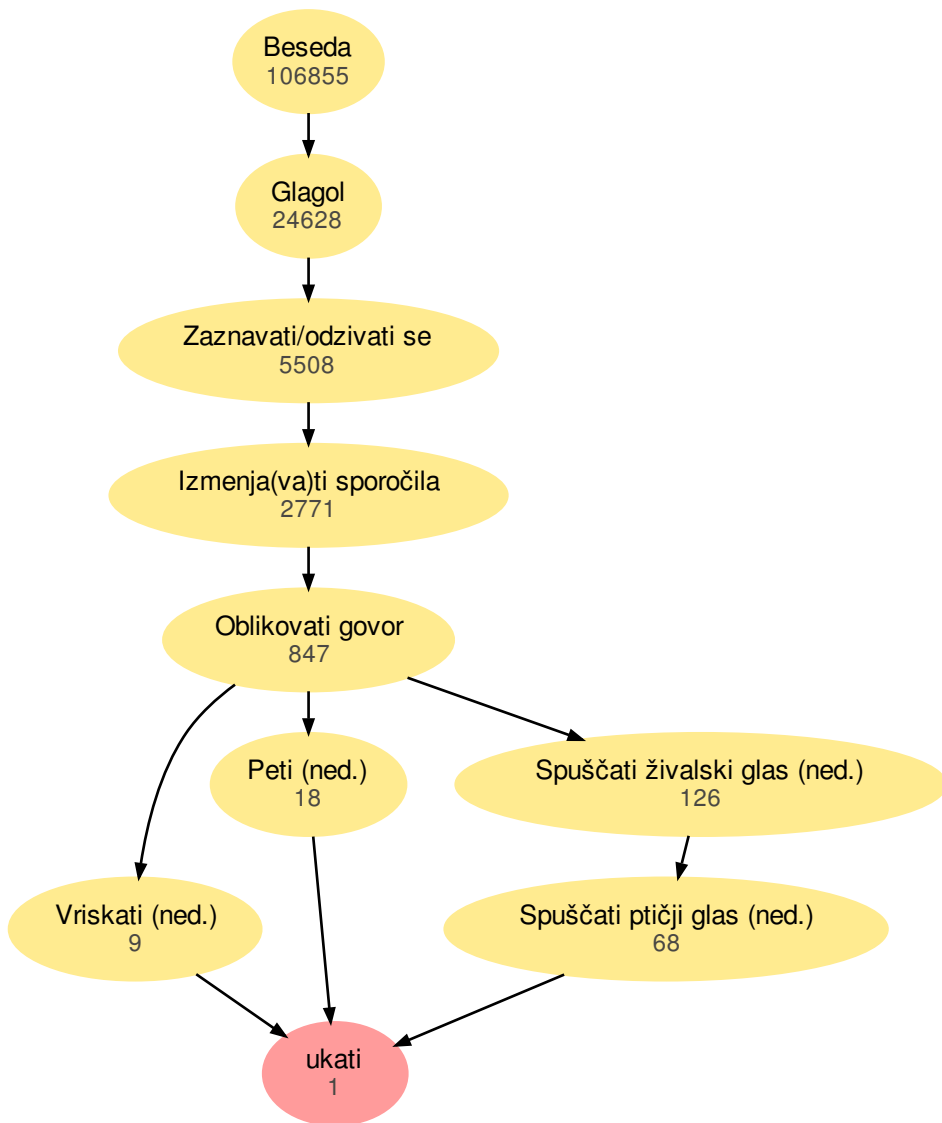 Beseda
106855
Glagol
24628
Zaznavati/odzivati se
5508
Izmenja(va)ti sporočila
2771
Oblikovati govor
847
Peti (ned.)
18
Spuščati živalski glas (ned.)
126
Vriskati (ned.)
9
Spuščati ptičji glas (ned.)
68
ukati
1